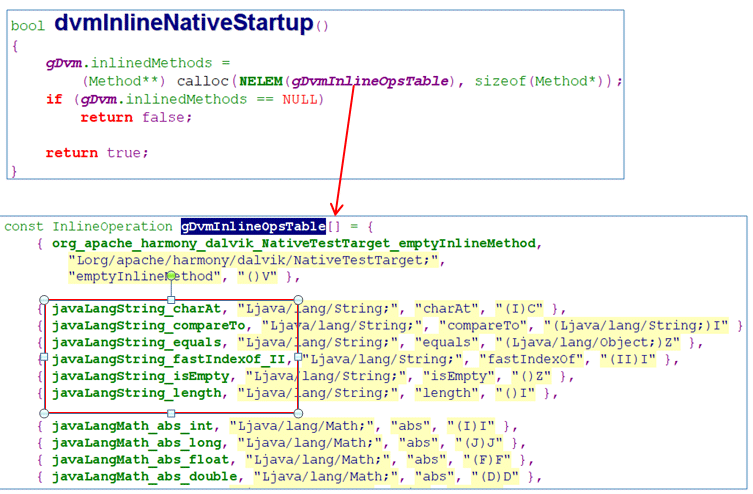 bool dvmInlineNativeStartup()
{
gDvm.inlinedMethods =
(Method**) calloc(NELEM(gDvmInlineOpsTable), sizeof(Method*));
if (gDvm.inlinedMethods == NULL)
return false;
return true;
}
const InlineOperation gDvmInlineOpsTable[] = {
{ org_apache_harmony_dalvik_NativeTestTarget_emptyInlineMethod,
"Lorg/apache/harmony/dalvik/NativeTestTarget;",
"emptyInlineMethod", "()V" },
{ javaLangString_charAt, "Ljava/lang/String;", "charAt", "(I)C" },
{ javaLangString_compareTo, "Ljava/lang/String;", "compareTo", "(Ljava/lang/String;)I" }
{ javaLangString_equals, "Ljava/lang/String;", "equals", "(Ljava/lang/Object;)Z" },
{ javaLangString_fastIndexOf_II, "Ljava/lang/String;", "fastIndexOf", "(II)I" },
{ javaLangString_isEmpty, "Ljava/lang/String;", "isEmpty", "()Z" },
{ javaLangString_length, "Ljava/lang/String;", "length", "()I" },
{ javaLangMath_abs_int, "Ljava/lang/Math;", "abs", "(I)I" },
{ javaLangMath_abs_long, "Ljava/lang/Math;", "abs", "(J)J" },
{ javaLangMath_abs_float, "Ljava/lang/Math;", "abs", "(F)F" },
{ javaLangMath_abs_double, "Ljava/lang/Math;", "abs", "(D)D" },